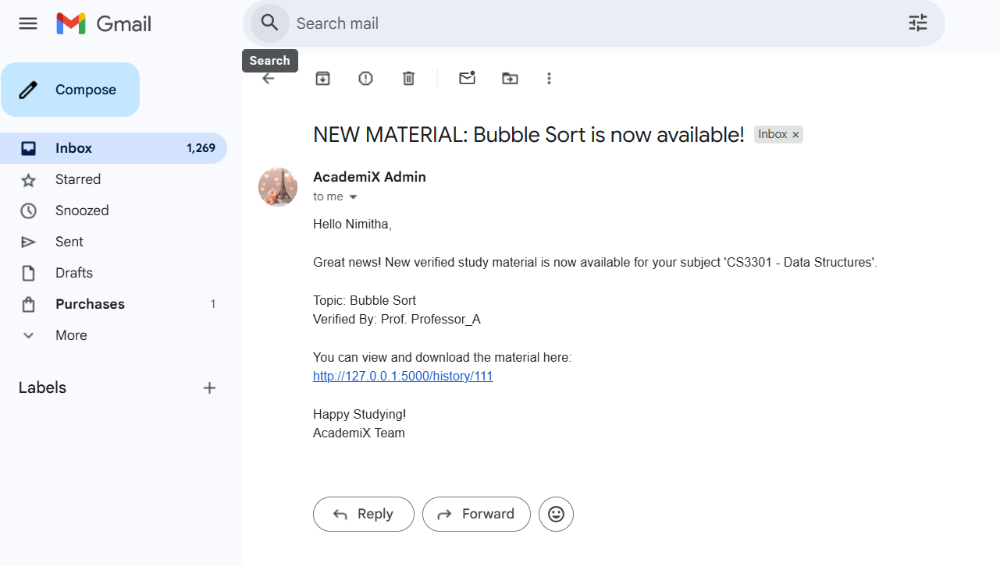 Gmail
Search mail
Search
Compose
Inbox 1,269
Starred
Snoozed
Sent
Drafts
Purchases 1
More
Labels
NEW MATERIAL: Bubble Sort is now available! Inbox ×
AcademiX Admin
to me
Hello Nimitha,
Great news! New verified study material is now available for your subject 'CS3301 - Data Structures'.
Topic: Bubble Sort
Verified By: Prof. Professor_A
You can view and download the material here:
http://127.0.0.1:5000/history/111
Happy Studying!
AcademiX Team
Reply
Forward